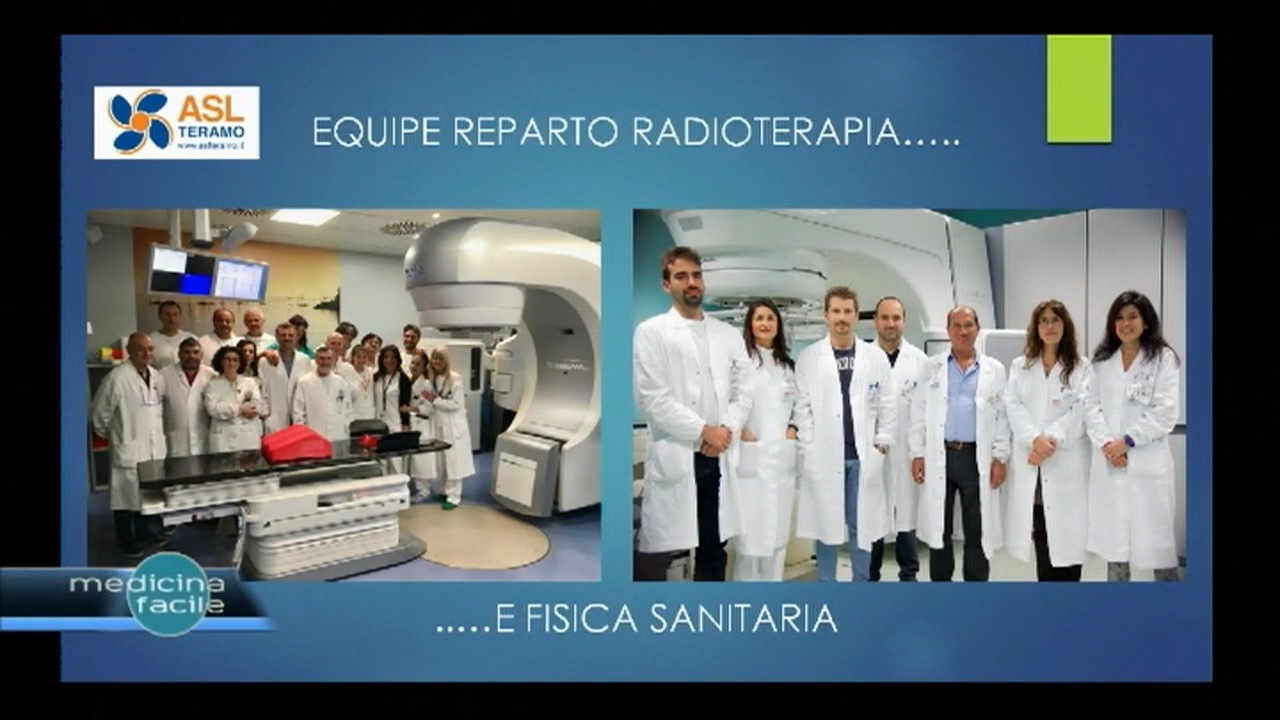 ASL
TERAMO
www.aslteramo.it
EQUIPE REPARTO RADIOTERAPIA.....
medicina
facile
.....E FISICA SANITARIA